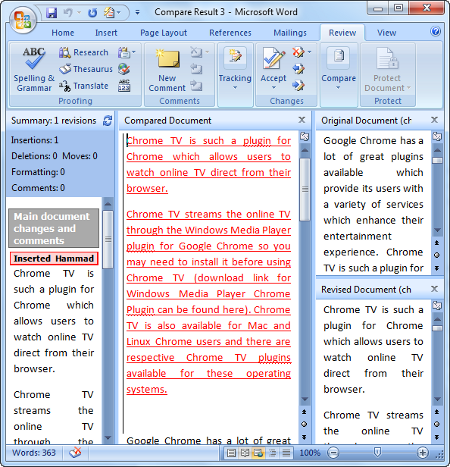 Compare Result 3 - Microsoft Word
Home Insert Page Layout References Mailings Review View
ABC
Spelling & Grammar
Research
Thesaurus
Translate
ABC
123
Proofing
New Comment
Comments
Tracking
Accept
Changes
Compare
Protect Document
Protect
Summary: 1 revisions
Insertions: 1
Deletions: 0 Moves: 0
Formatting: 0
Comments: 0
Main document
changes and
comments
Inserted Hammad
Chrome TV is
such a plugin for
Chrome which
allows users to
watch online TV
direct from their
browser.
Chrome TV
streams the
online TV
through the
Compared Document
Chrome TV is such a plugin for
Chrome which allows users to
watch online TV direct from their
browser.
Chrome TV streams the online TV
through the Windows Media Player
plugin for Google Chrome so you
may need to install it before using
Chrome TV (download link for
Windows Media Player Chrome
Plugin can be found here). Chrome
TV is also available for Mac and
Linux Chrome users and there are
respective Chrome TV plugins
available for these operating
systems.
Google Chrome has a lot of great
Original Document (ch
Google Chrome has a
lot of great plugins
available which
provide its users with
a variety of services
which enhance their
entertainment
experience. Chrome
TV is such a plugin for
Revised Document (ch
Chrome TV is such a
plugin for Chrome
which allows users to
watch online TV
direct from their
browser.
Chrome TV streams
the online TV
Words: 363
100%